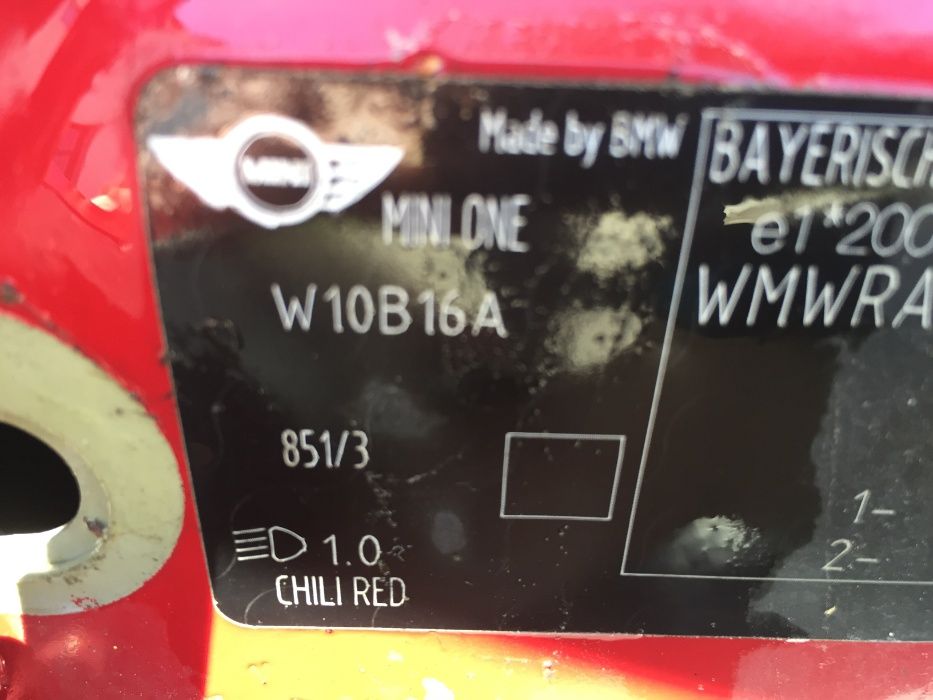 MINI
Made by BMW
MINI ONE
W10B16A
851/3
1.0
CHILI RED
BAYERISCH
e1*200
WMWRA
1-
2-